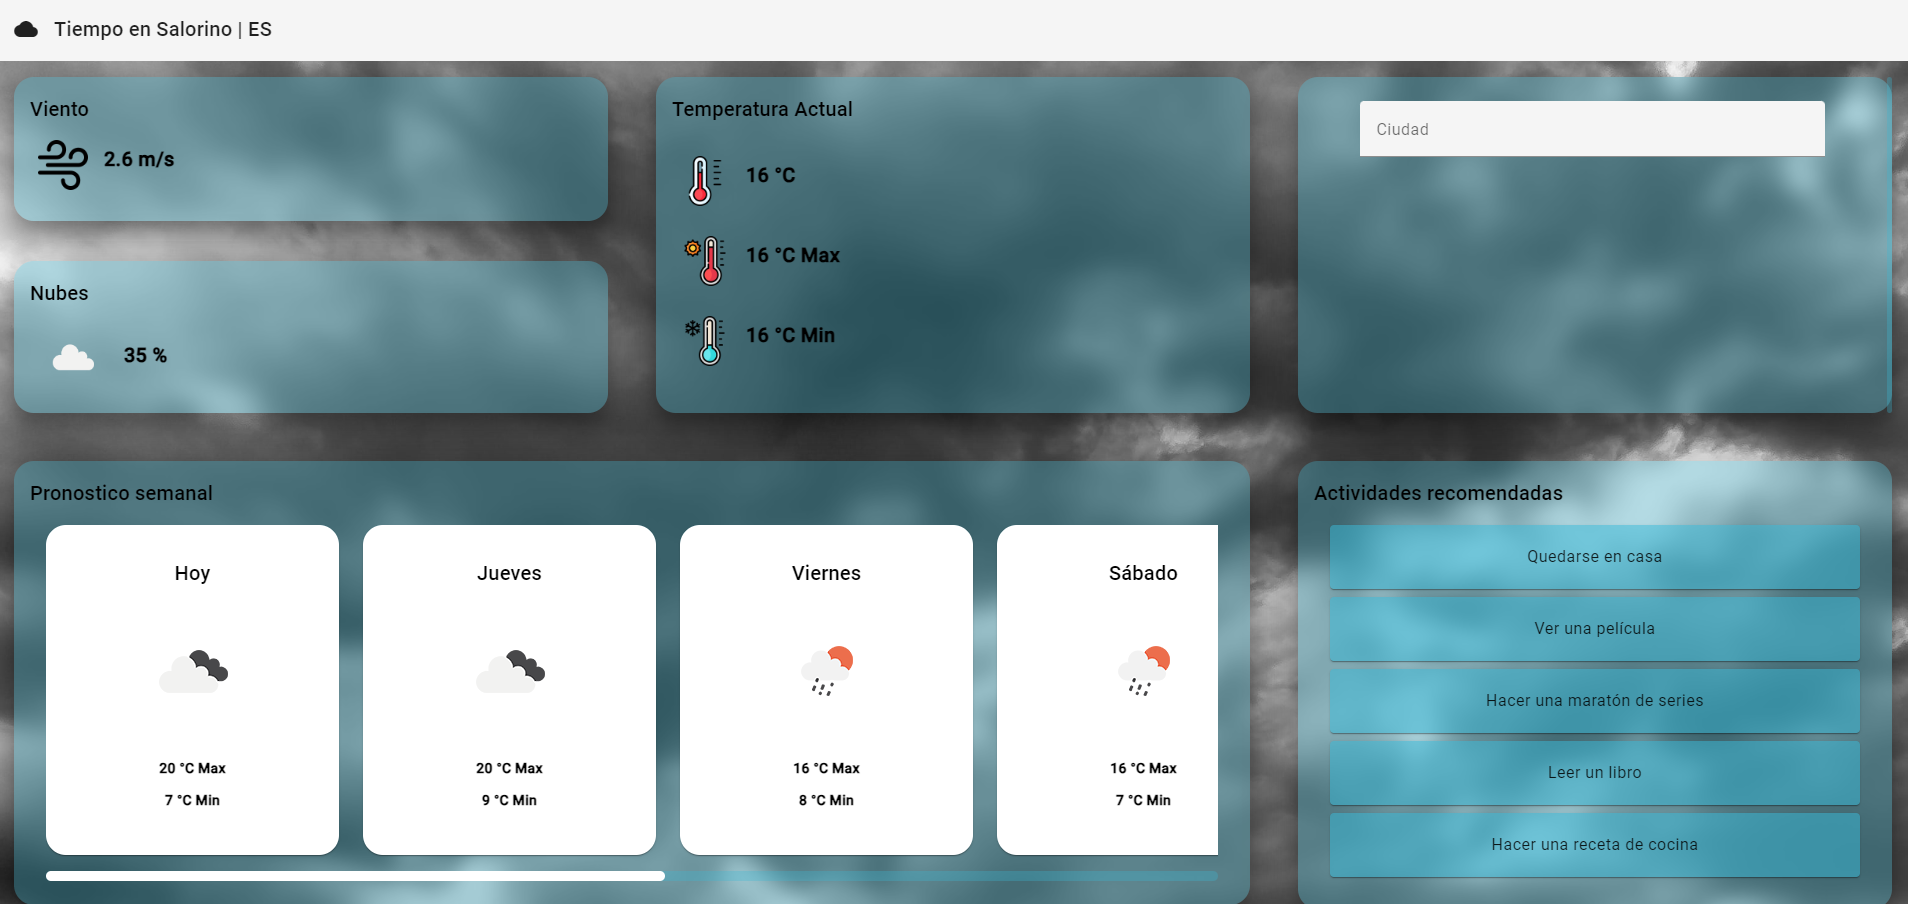 Tiempo en Salorino | ES
Viento
2.6 m/s
Nubes
35 %
Temperatura Actual
16 °C
16 °C Max
16 °C Min
Ciudad
Pronostico semanal
Hoy
20 °C Max
7 °C Min
Jueves
20 °C Max
9 °C Min
Viernes
16 °C Max
8 °C Min
Sábado
16 °C Max
7 °C Min
Actividades recomendadas
Quedarse en casa
Ver una película
Hacer una maratón de series
Leer un libro
Hacer una receta de cocina